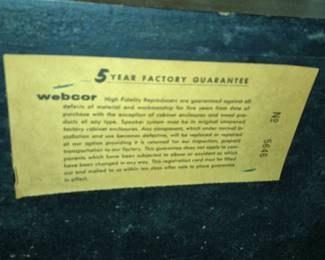 5 YEAR FACTORY GUARANTEE
webcor High Fidelity Reproducers are guaranteed against all
defects of material and workmanship for five years from date of
purchase with the exception of cabinet enclosures and wood pro-
ducts of any type. Speaker system must be in original unopened
factory cabinet enclosures. Any component, which under normal in-
stallation and use becomes defective, will be replaced or repaired
at our option providing it is returned for our inspection, prepaid
transportation to our factory. This guarantee does not apply to com-
ponents which have been subjected to abuse or accident or which
have been changed in any way. This registration card must be filled
out and mailed to us within ten days after sale to place guarantee
in effect.
No 5646